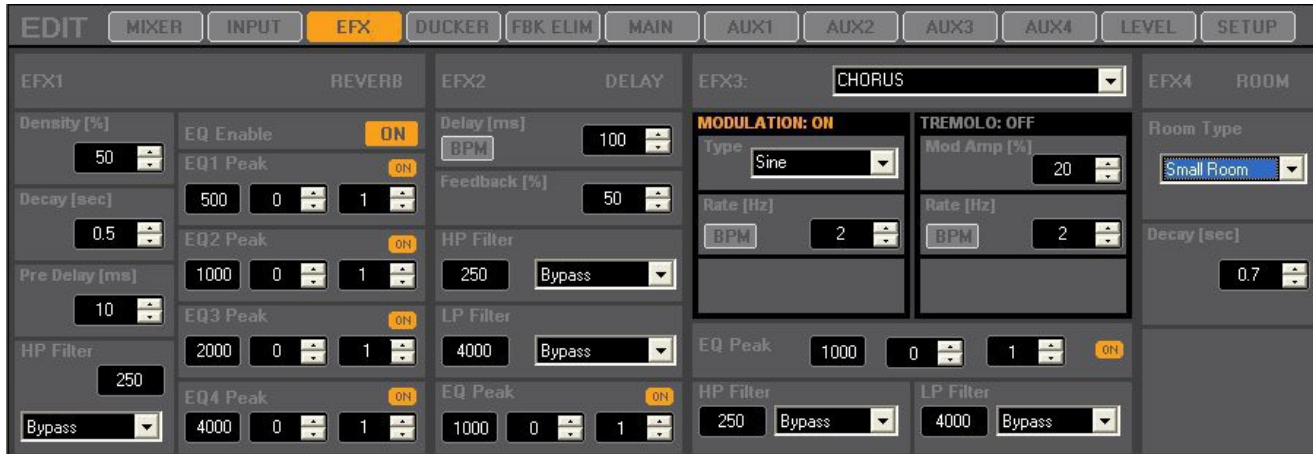 EDIT MIXER INPUT EFX DUCKER FBK ELIM MAIN AUX1 AUX2 AUX3 AUX4 LEVEL SETUP
EFX1 REVERB
Density [%]
50
Decay [sec]
0.5
Pre Delay [ms]
10
HP Filter
250
Bypass
EQ Enable ON
EQ1 Peak ON
500 0 1
EQ2 Peak ON
1000 0 1
EQ3 Peak ON
2000 0 1
EQ4 Peak ON
4000 0 1
EFX2 DELAY
Delay [ms]
BPM 100
Feedback [%]
50
HP Filter
250 Bypass
LP Filter
4000 Bypass
EQ Peak ON
1000 0 1
EFX3: CHORUS
MODULATION: ON
Type
Sine
Rate [Hz]
BPM 2
TREMOLO: OFF
Mod Amp [%]
20
Rate [Hz]
BPM 2
EQ Peak 1000 0 1 ON
HP Filter
250 Bypass
LP Filter
4000 Bypass
EFX4 ROOM
Room Type
Small Room
Decay [sec]
0.7